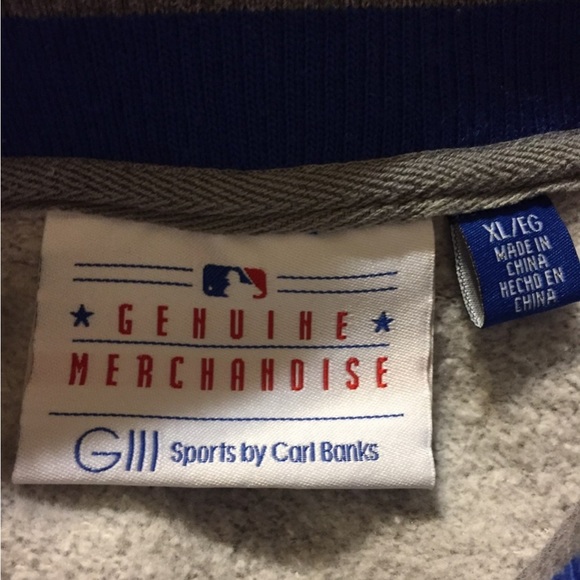 GENUINE
MERCHANDISE
GIII Sports by Carl Banks
XL/EG
MADE IN
CHINA
HECHO EN
CHINA